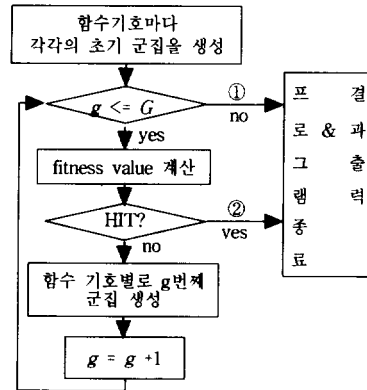 함수기호마다
각각의 초기 군집을 생성
g <= G
①
no
yes
fitness value 계산
HIT?
②
yes
no
함수 기호별로 g번째
군집 생성
g = g +1
프 결
로 & 과
그 출
램 력
종
료